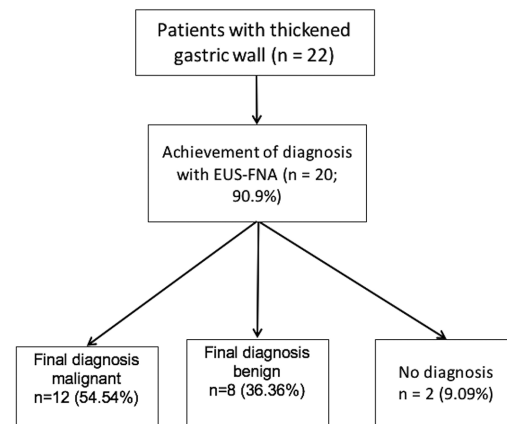 Patients with thickened
gastric wall (n = 22)
Achievement of diagnosis
with EUS-FNA (n = 20;
90.9%)
Final diagnosis
malignant
n=12 (54.54%)
Final diagnosis
benign
n=8 (36.36%)
No diagnosis
n = 2 (9.09%)